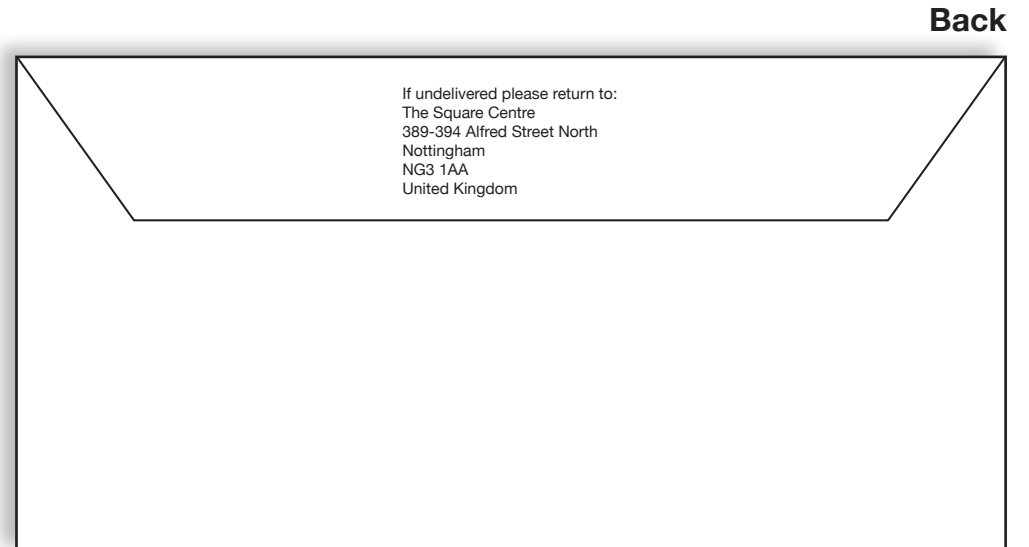 Back
If undelivered please return to:
The Square Centre
389-394 Alfred Street North
Nottingham
NG3 1AA
United Kingdom